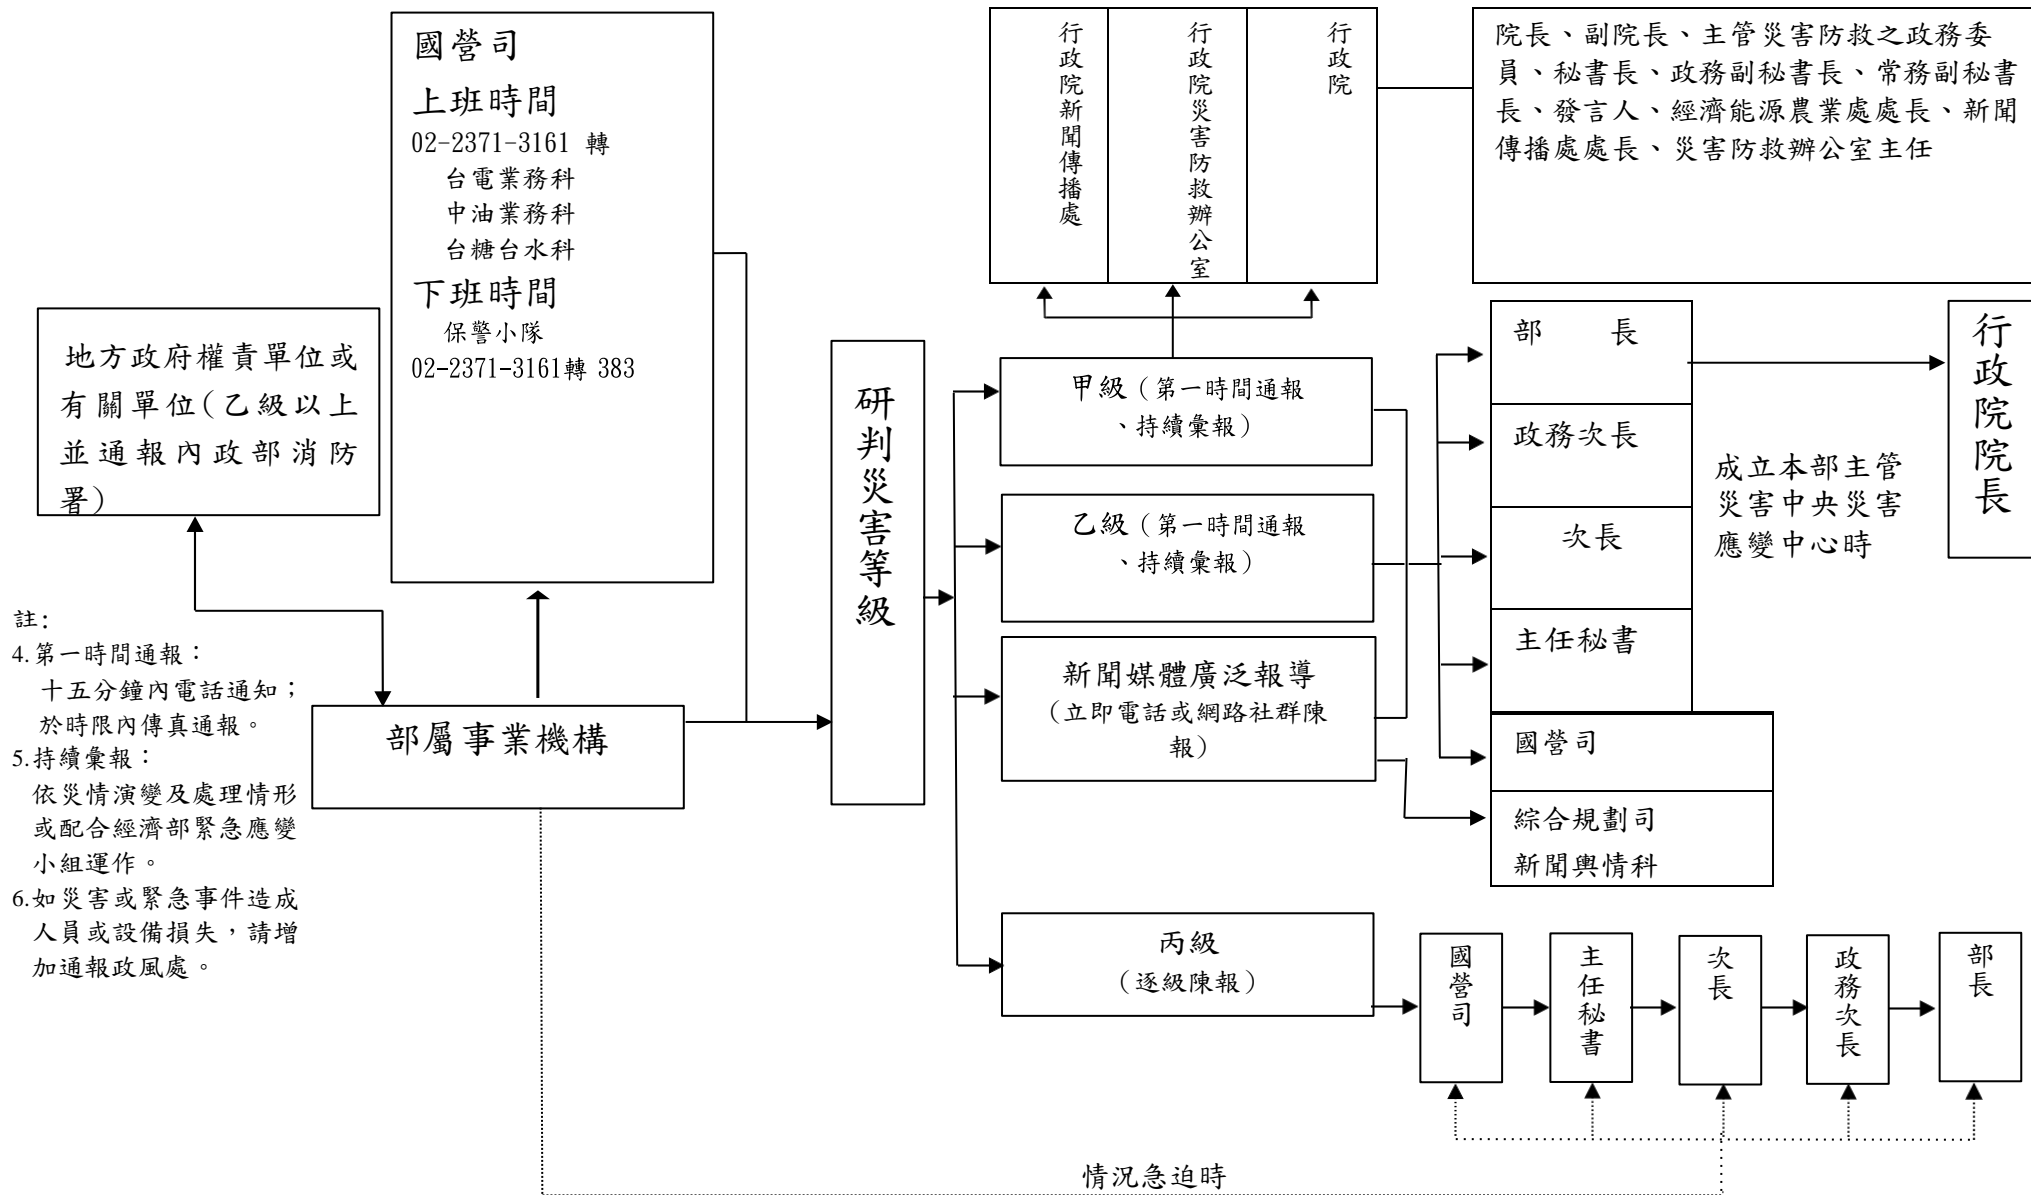 國營司
上班時間
02-2371-3161 轉
台電業務科
中油業務科
台糖台水科
下班時間
保警小隊
02-2371-3161轉 383
地方政府權責單位或
有關單位(乙級以上
並通報內政部消防
署)
註:
4.第一時間通報：
十五分鐘內電話通知；
於時限內傳真通報。
5.持續彙報：
依災情演變及處理情形
或配合經濟部緊急應變
小組運作。
6.如災害或緊急事件造成
人員或設備損失，請增
加通報政風處。
部屬事業機構
研判災害等級
行政院新聞傳播處
行政院災害防救辦公室
行政院
院長、副院長、主管災害防救之政務委
員、秘書長、政務副秘書長、常務副秘書
長、發言人、經濟能源農業處處長、新聞
傳播處處長、災害防救辦公室主任
甲級（第一時間通報
、持續彙報）
乙級（第一時間通報
、持續彙報）
新聞媒體廣泛報導
（立即電話或網路社群陳
報）
丙級
（逐級陳報）
部 長
政務次長
次長
主任秘書
國營司
綜合規劃司
新聞輿情科
成立本部主管
災害中央災害
應變中心時
行政院院長
國營司
主任秘書
次長
政務次長
部長
情況急迫時